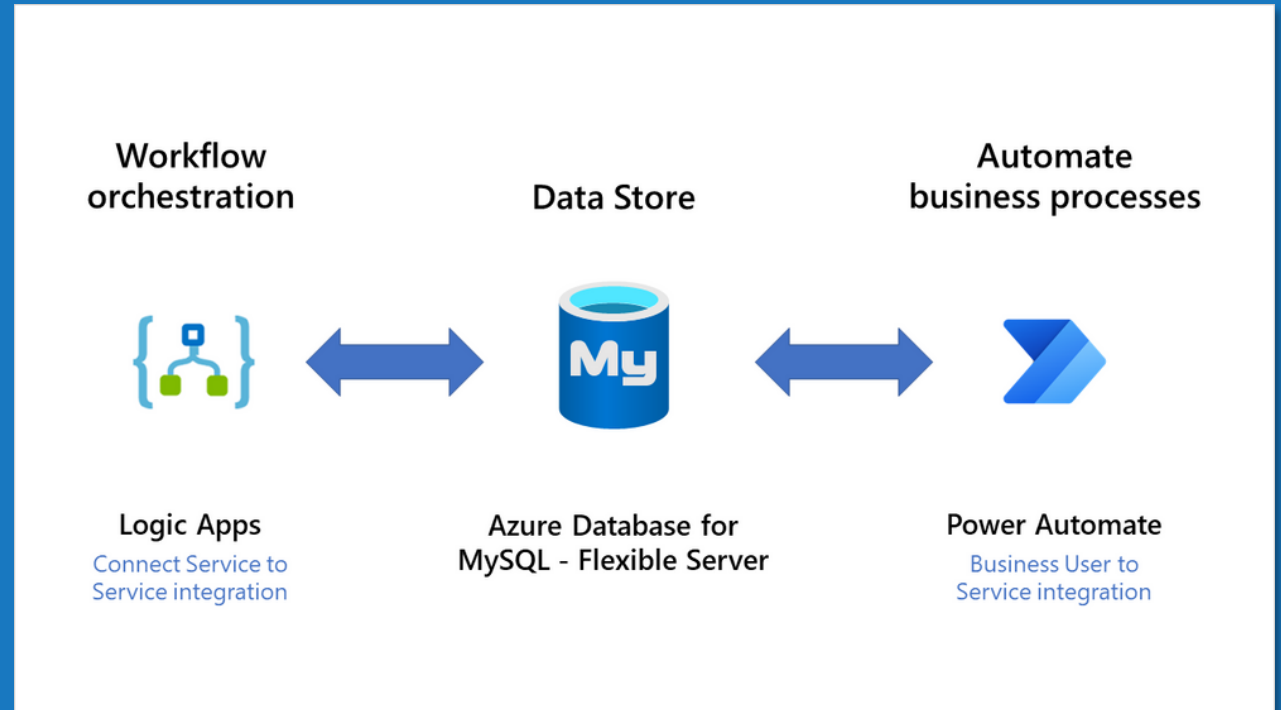 Workflow
orchestration
Data Store
Automate
business processes
My
Logic Apps
Connect Service to
Service integration
Azure Database for
MySQL - Flexible Server
Power Automate
Business User to
Service integration